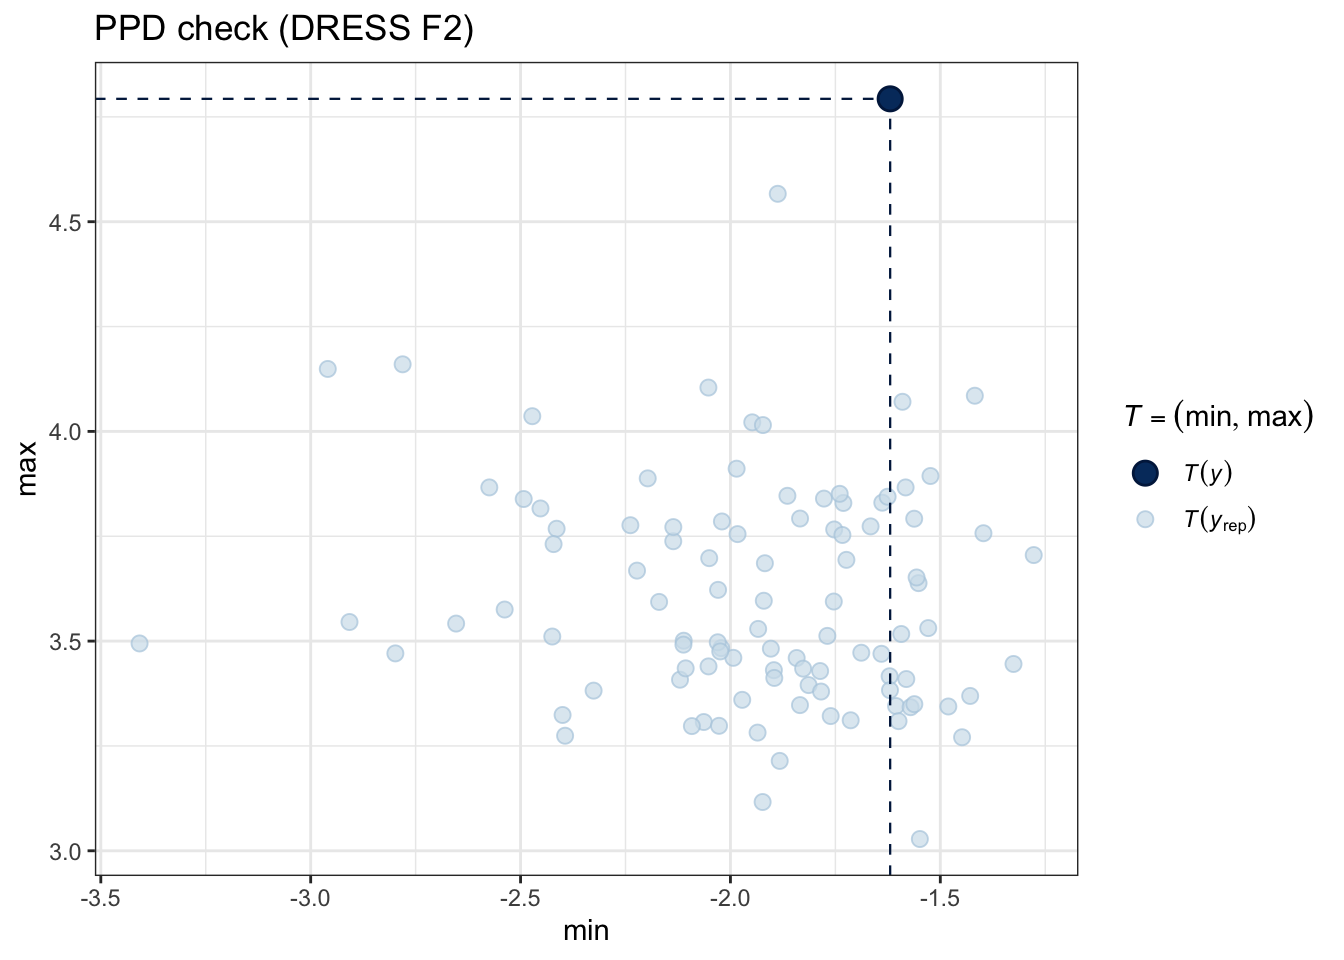 PPD check (DRESS F2)
max
4.5
4.0
3.5
3.0
-3.5 -3.0 -2.5 -2.0 -1.5
min
T = (min, max)
T(y)
T(yrep)